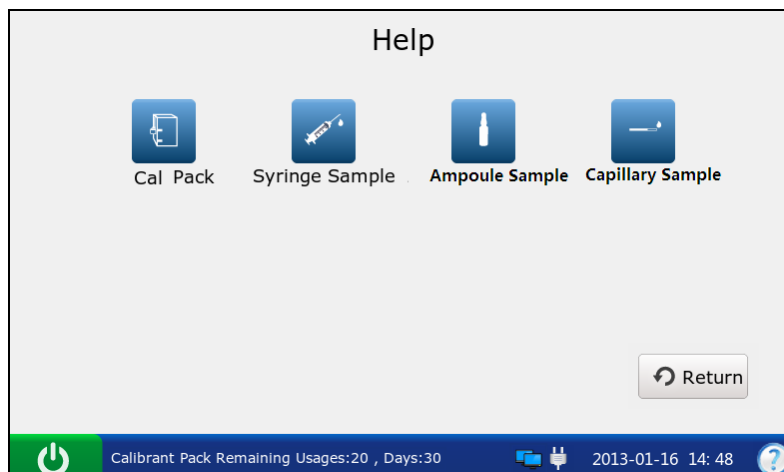 Help
Cal Pack
Syringe Sample
Ampoule Sample
Capillary Sample
Return
Calibrant Pack Remaining Usages:20 , Days:30
2013-01-16 14: 48
?